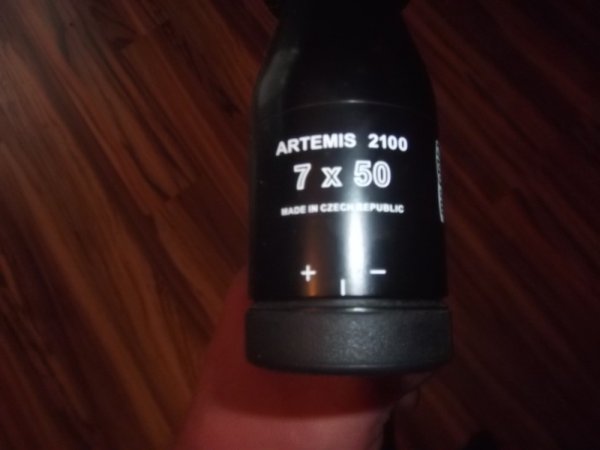 ARTEMIS 2100
7 x 50
MADE IN CZECH REPUBLIC
+ -